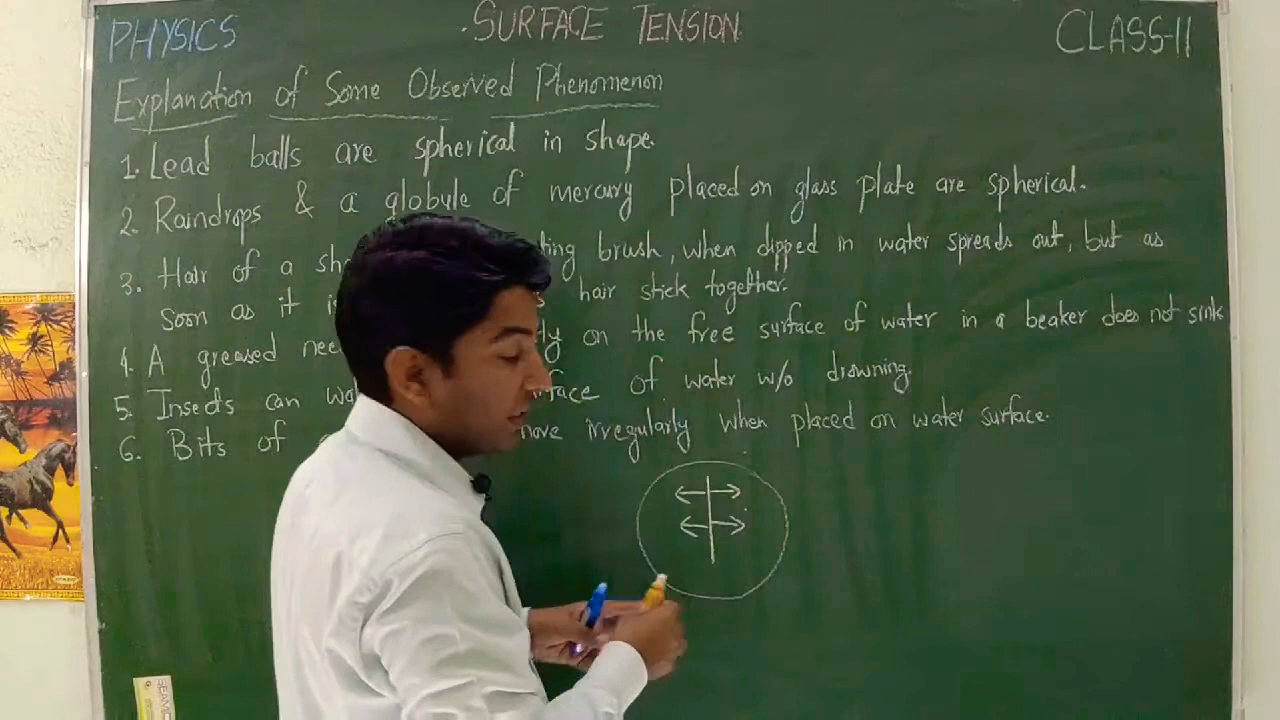 PHYSICS
SURFACE TENSION
CLASS-11
Explanation of Some Observed Phenomenon
1. Lead balls are spherical in shape.
2. Raindrops & a globule of mercury placed on glass plate are spherical.
3. Hair of a sh ting brush, when dipped in water spreads out, but as
soon as it i s hair stick together.
4. A greased nee ly on the free surface of water in a beaker does not sink
5. Insects can wa rface of water w/o drowning.
6. Bits of move irregularly when placed on water surface.